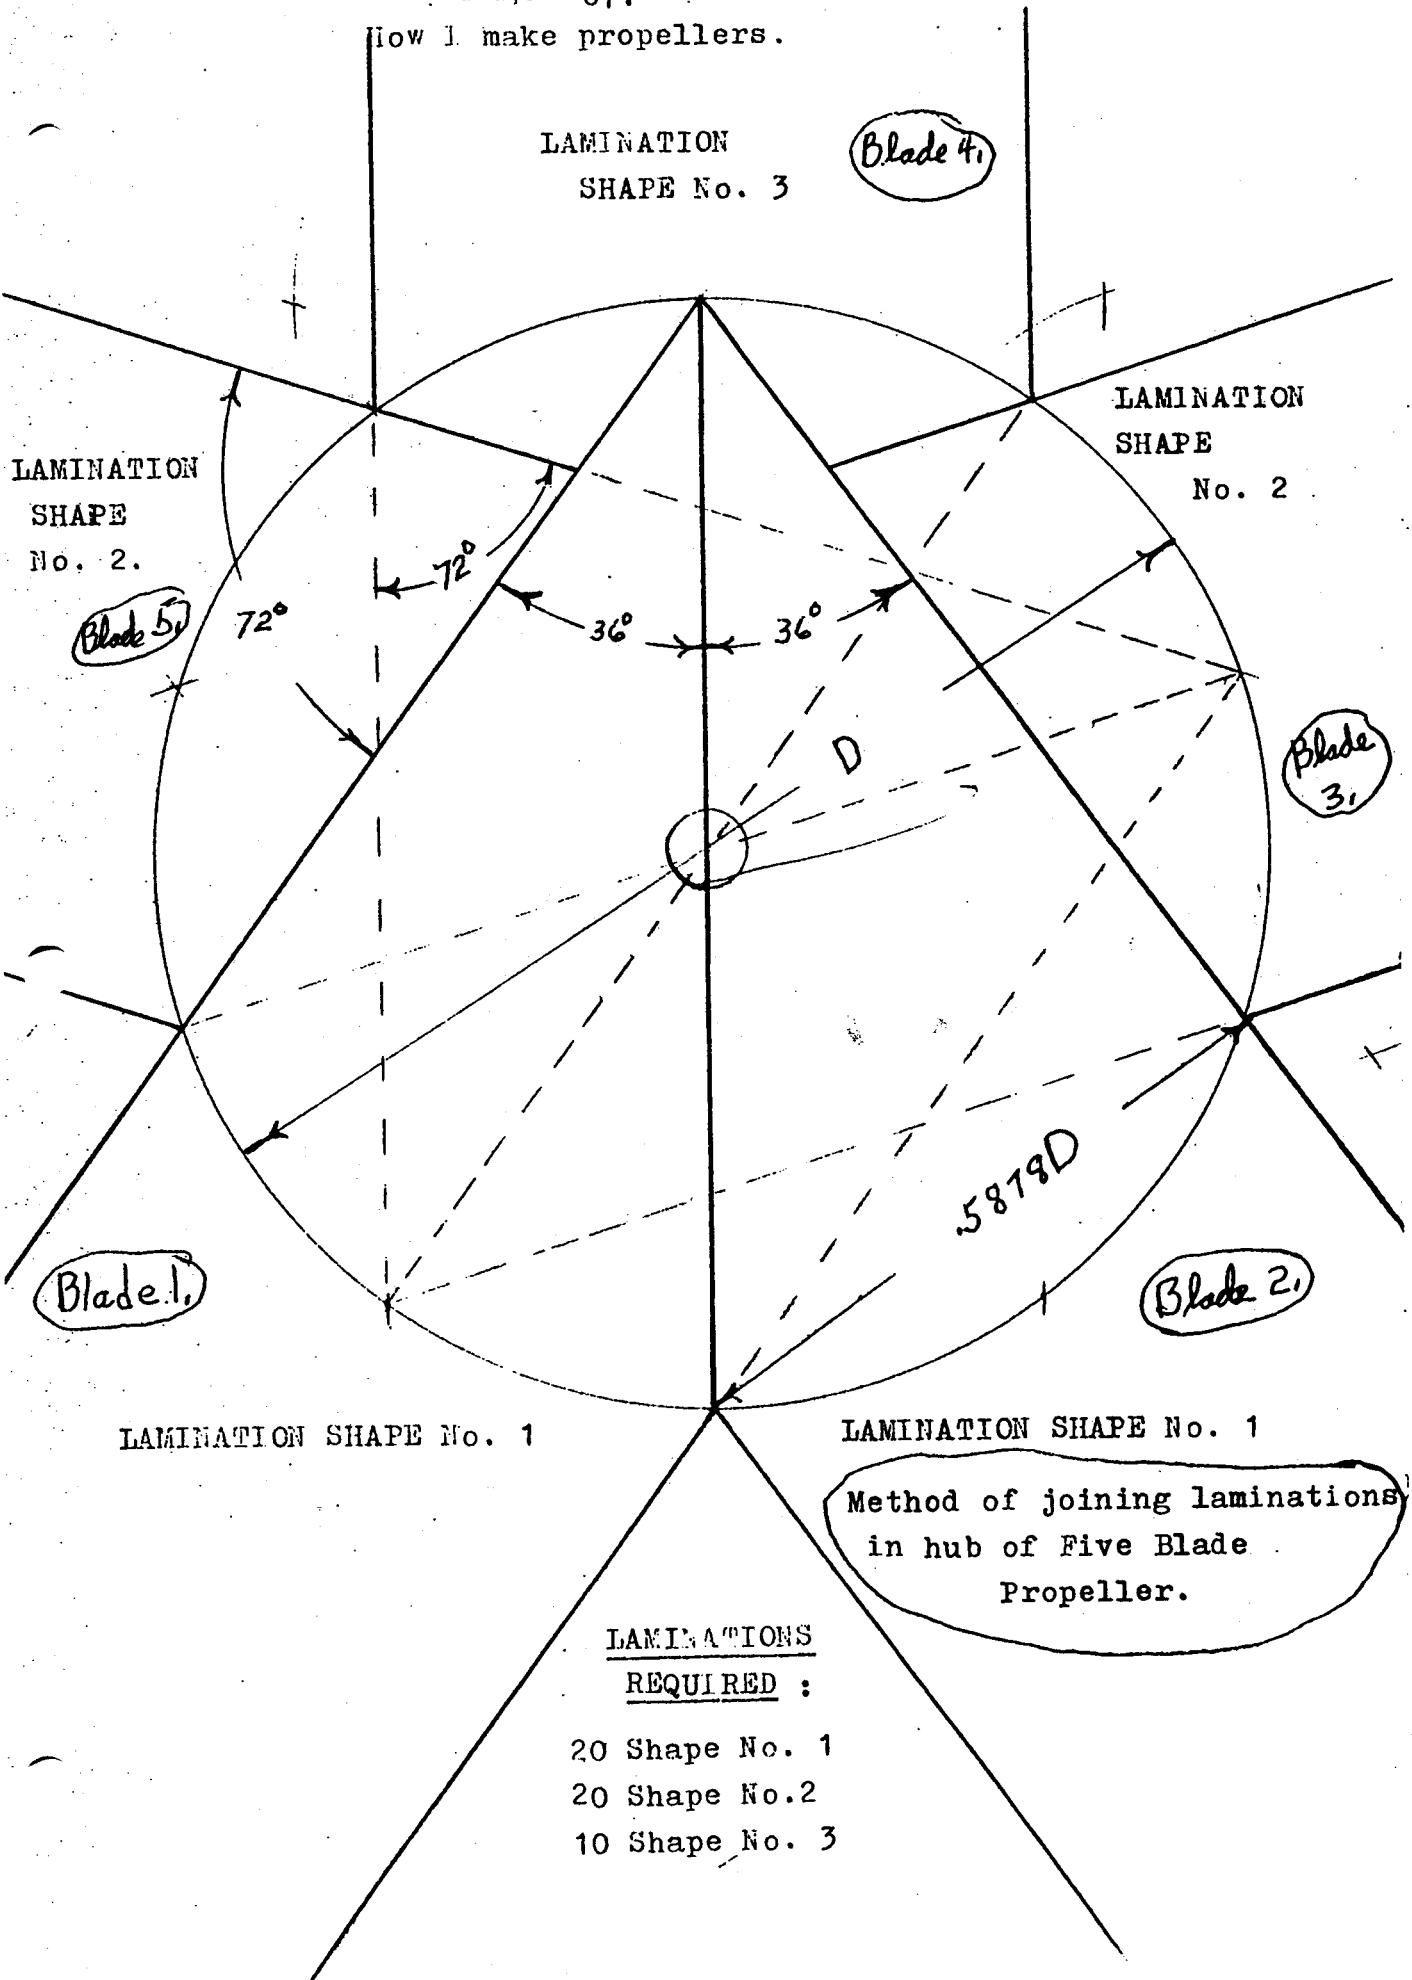 How I make propellers.
LAMINATION
SHAPE No. 3
Blade 4,
LAMINATION
SHAPE
No. 2
LAMINATION
SHAPE
No. 2.
Blade 5,
72°
72°
36°
36°
D
Blade
3,
.5878D
Blade 1,
Blade 2,
LAMINATION SHAPE No. 1
LAMINATION SHAPE No. 1
Method of joining laminations
in hub of Five Blade
Propeller.
LAMINATIONS
REQUIRED :
20 Shape No. 1
20 Shape No.2
10 Shape No. 3